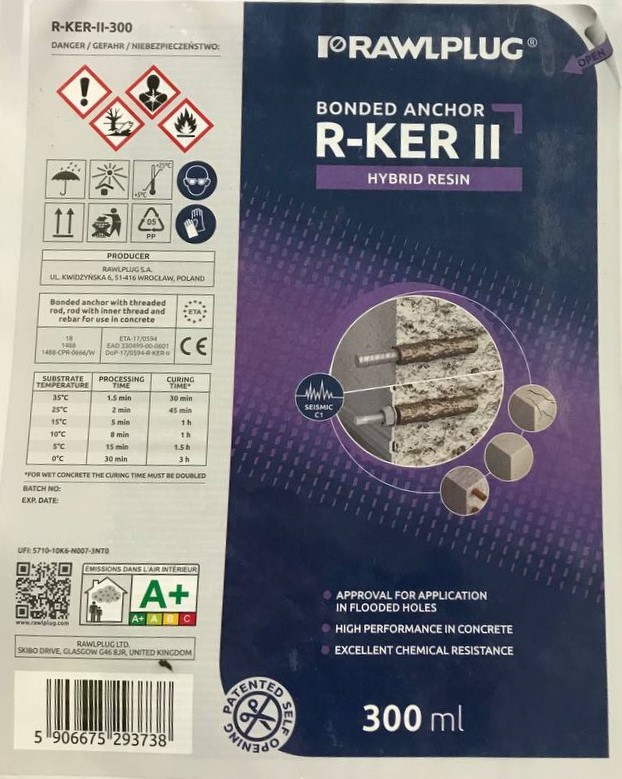 R-KER-II-300
DANGER / GEFAHR / NIEBEZPIECZEŃSTWO:
+5°C
+25°C
05
PP
PRODUCER
RAWLPLUG S.A.
UL. KWIDZYŃSKA 6, 51-416 WROCŁAW, POLAND
Bonded anchor with threaded
rod, rod with inner thread and
rebar for use in concrete
ETA
18
1488
1488-CPR-0666/W
ETA-17/0594
EAD 330499-00-0601
DoP-17/0594-R-KER-II
CE
SUBSTRATE TEMPERATURE PROCESSING TIME CURING TIME*
35°C 1.5 min 30 min
25°C 2 min 45 min
15°C 5 min 1 h
10°C 8 min 1 h
5°C 15 min 1.5 h
0°C 30 min 3 h
*FOR WET CONCRETE THE CURING TIME MUST BE DOUBLED
BATCH NO:
EXP. DATE:
UFI: 5710-10K6-N007-3NT0
www.rawlplug.com
ÉMISSIONS DANS L'AIR INTÉRIEUR
A+
A+ A B C
RAWLPLUG LTD.
SKIBO DRIVE, GLASGOW G46 8JR, UNITED KINGDOM
5 906675 293738
OPEN
RAWLPLUG®
BONDED ANCHOR
R-KER II
HYBRID RESIN
SEISMIC
C1
APPROVAL FOR APPLICATION
IN FLOODED HOLES
HIGH PERFORMANCE IN CONCRETE
EXCELLENT CHEMICAL RESISTANCE
PATENTED SELF OPENING
300 ml